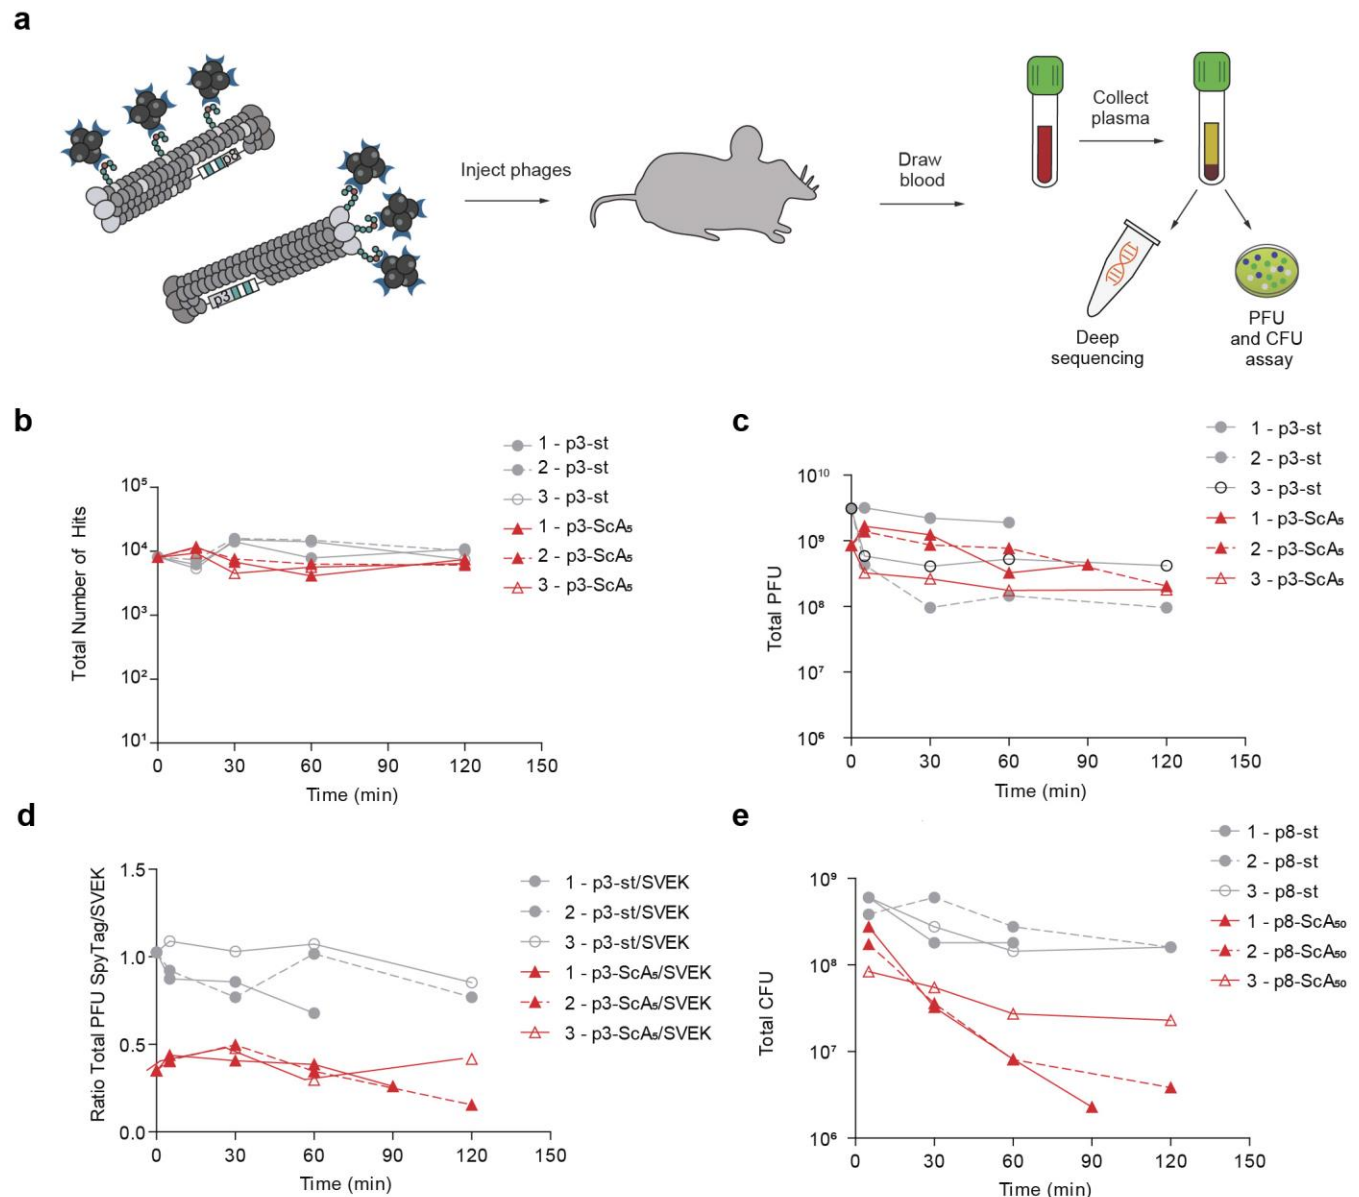 a
p8
p3
Inject phages
Draw
blood
Collect
plasma
Deep
sequencing
PFU
and CFU
assay
b
Total Number of Hits
10⁵
10⁴
10³
10²
10¹
0 30 60 90 120 150
Time (min)
1 - p3-st
2 - p3-st
3 - p3-st
1 - p3-ScA₅
2 - p3-ScA₅
3 - p3-ScA₅
c
Total PFU
10¹⁰
10⁹
10⁸
10⁷
10⁶
0 30 60 90 120 150
Time (min)
1 - p3-st
2 - p3-st
3 - p3-st
1 - p3-ScA₅
2 - p3-ScA₅
3 - p3-ScA₅
d
Ratio Total PFU SpyTag/SVEK
1.5
1.0
0.5
0.0
0 30 60 90 120 150
Time (min)
1 - p3-st/SVEK
2 - p3-st/SVEK
3 - p3-st/SVEK
1 - p3-ScA₅/SVEK
2 - p3-ScA₅/SVEK
3 - p3-ScA₅/SVEK
e
Total CFU
10⁹
10⁸
10⁷
10⁶
0 30 60 90 120 150
Time (min)
1 - p8-st
2 - p8-st
3 - p8-st
1 - p8-ScA₅₀
2 - p8-ScA₅₀
3 - p8-ScA₅₀